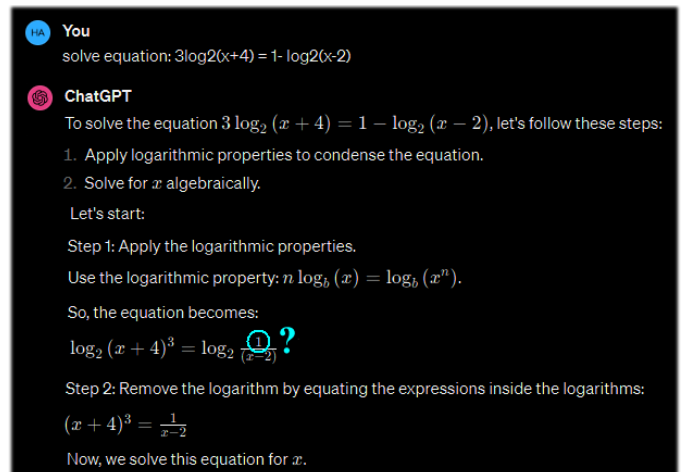 HA You
solve equation: 3log2(x+4) = 1- log2(x-2)
ChatGPT
To solve the equation 3 log₂ (x + 4) = 1 − log₂ (x − 2), let's follow these steps:
1. Apply logarithmic properties to condense the equation.
2. Solve for x algebraically.
Let's start:
Step 1: Apply the logarithmic properties.
Use the logarithmic property: n log_b (x) = log_b (xⁿ).
So, the equation becomes:
log₂ (x + 4)³ = log₂ 1/(x−2) ?
Step 2: Remove the logarithm by equating the expressions inside the logarithms:
(x + 4)³ = 1/x−2
Now, we solve this equation for x.